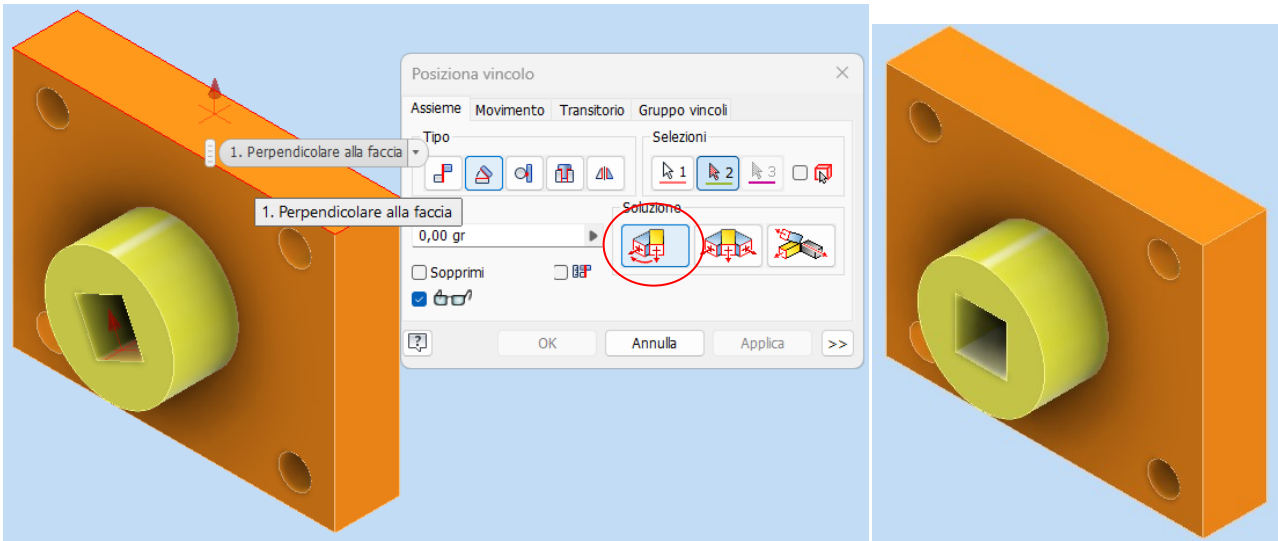 Posiziona vincolo
Assieme Movimento Transitorio Gruppo vincoli
Tipo
Selezioni
1. Perpendicolare alla faccia
1 2 3
1. Perpendicolare alla faccia
Soluzione
0,00 gr
Sopprimi
? OK Annulla Applica >>